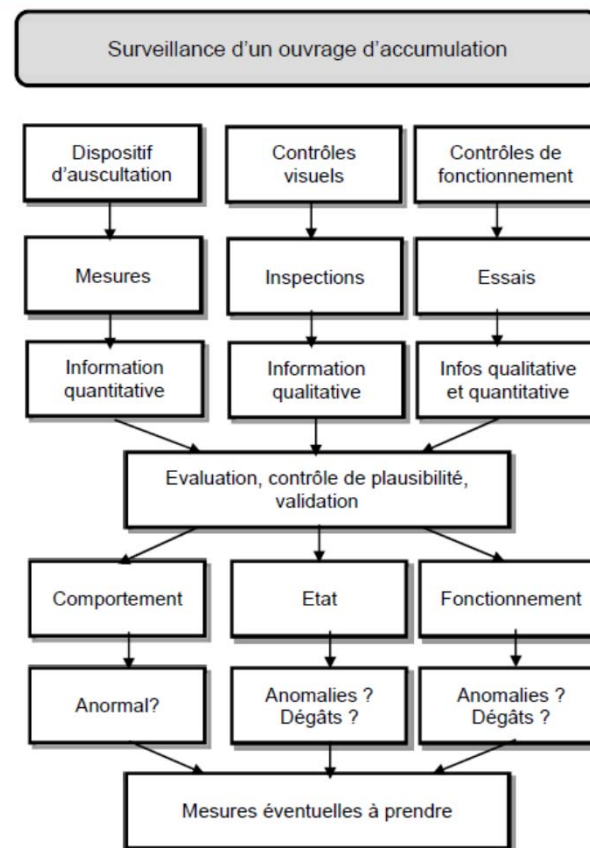 Surveillance d'un ouvrage d'accumulation
Dispositif
d'auscultation
Contrôles
visuels
Contrôles de
fonctionnement
Mesures
Inspections
Essais
Information
quantitative
Information
qualitative
Infos qualitative
et quantitative
Evaluation, contrôle de plausibilité,
validation
Comportement
Etat
Fonctionnement
Anormal?
Anomalies ?
Dégâts ?
Anomalies ?
Dégâts ?
Mesures éventuelles à prendre